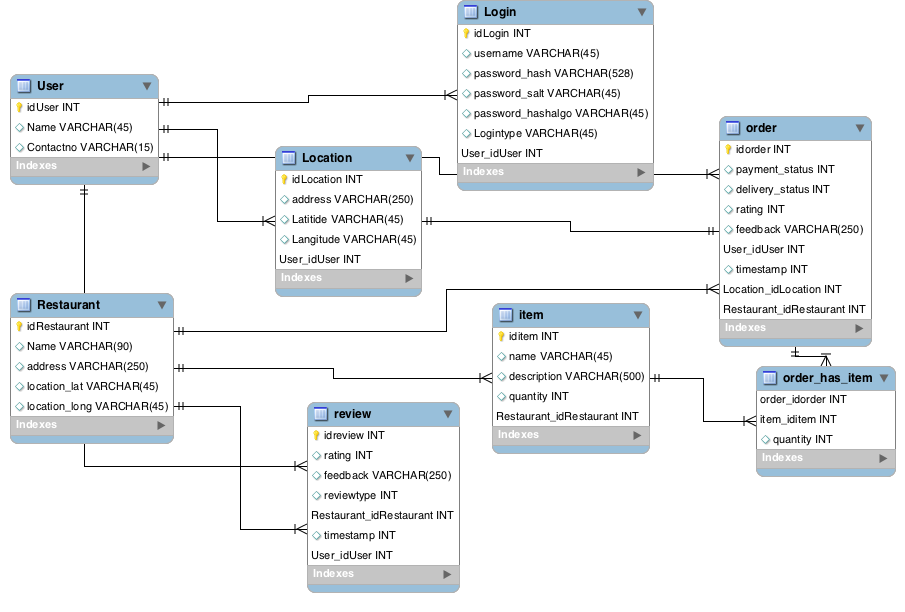 Login
idLogin INT
username VARCHAR(45)
password_hash VARCHAR(528)
password_salt VARCHAR(45)
password_hashalgo VARCHAR(45)
Logintype VARCHAR(45)
User_idUser INT
Indexes
User
idUser INT
Name VARCHAR(45)
Contactno VARCHAR(15)
Indexes
Location
idLocation INT
address VARCHAR(250)
Latitide VARCHAR(45)
Langitude VARCHAR(45)
User_idUser INT
Indexes
order
idorder INT
payment_status INT
delivery_status INT
rating INT
feedback VARCHAR(250)
User_idUser INT
timestamp INT
Location_idLocation INT
Restaurant_idRestaurant INT
Indexes
Restaurant
idRestaurant INT
Name VARCHAR(90)
address VARCHAR(250)
location_lat VARCHAR(45)
location_long VARCHAR(45)
Indexes
item
iditem INT
name VARCHAR(45)
description VARCHAR(500)
quantity INT
Restaurant_idRestaurant INT
Indexes
order_has_item
order_idorder INT
item_iditem INT
quantity INT
Indexes
review
idreview INT
rating INT
feedback VARCHAR(250)
reviewtype INT
Restaurant_idRestaurant INT
timestamp INT
User_idUser INT
Indexes